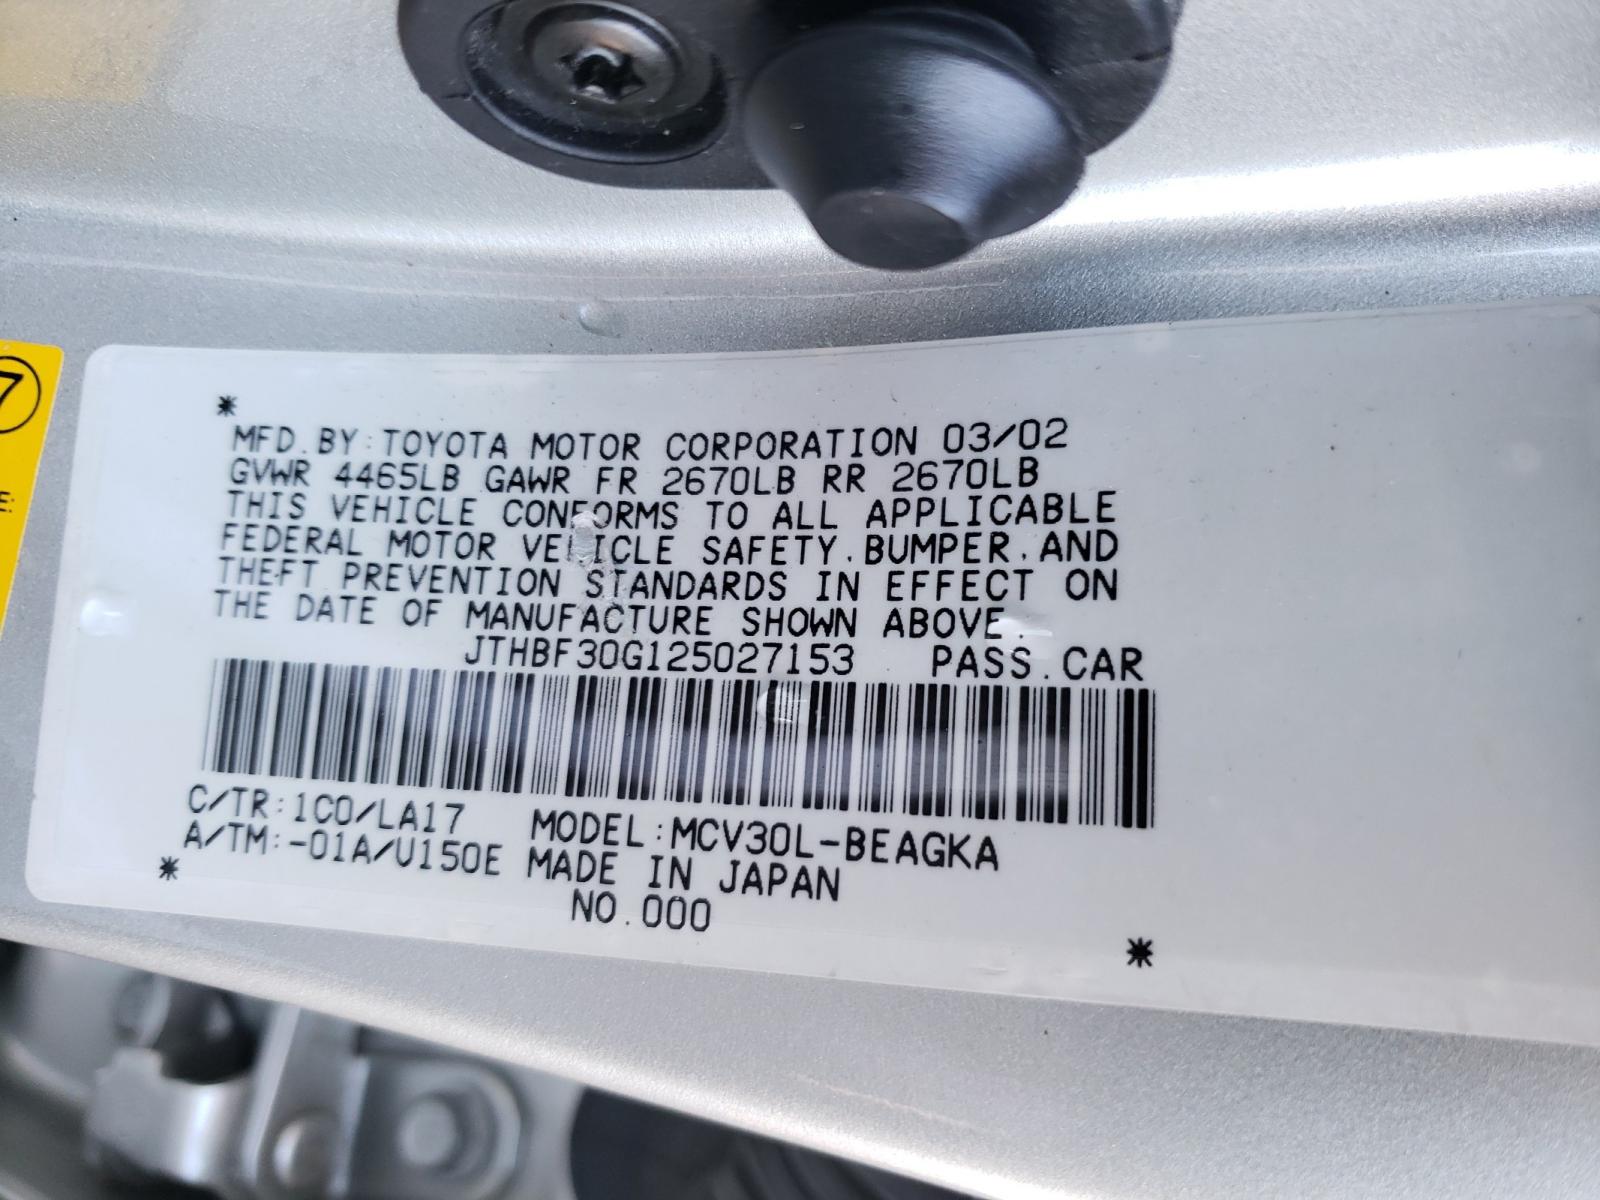 7
E:
*
MFD. BY: TOYOTA MOTOR CORPORATION 03/02
GVWR 4465LB GAWR FR 2670LB RR 2670LB
THIS VEHICLE CONFORMS TO ALL APPLICABLE
FEDERAL MOTOR VEHICLE SAFETY, BUMPER, AND
THEFT PREVENTION STANDARDS IN EFFECT ON
THE DATE OF MANUFACTURE SHOWN ABOVE.
JTHBF30G125027153 PASS. CAR
C/TR: 1C0/LA17 MODEL: MCV30L-BEAGKA
A/TM: -01A/U150E MADE IN JAPAN
* NO. 000
*